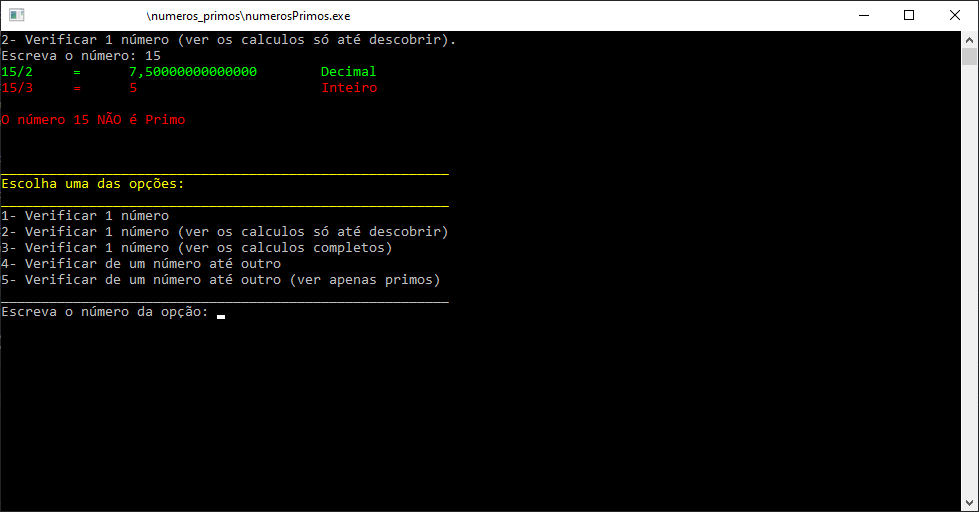 \numeros_primos\numerosPrimos.exe
2- Verificar 1 número (ver os calculos só até descobrir).
Escreva o número: 15
15/2 = 7,50000000000000 Decimal
15/3 = 5 Inteiro
O número 15 NÃO é Primo
________________________________________________________
Escolha uma das opções:
________________________________________________________
1- Verificar 1 número
2- Verificar 1 número (ver os calculos só até descobrir)
3- Verificar 1 número (ver os calculos completos)
4- Verificar de um número até outro
5- Verificar de um número até outro (ver apenas primos)
________________________________________________________
Escreva o número da opção: